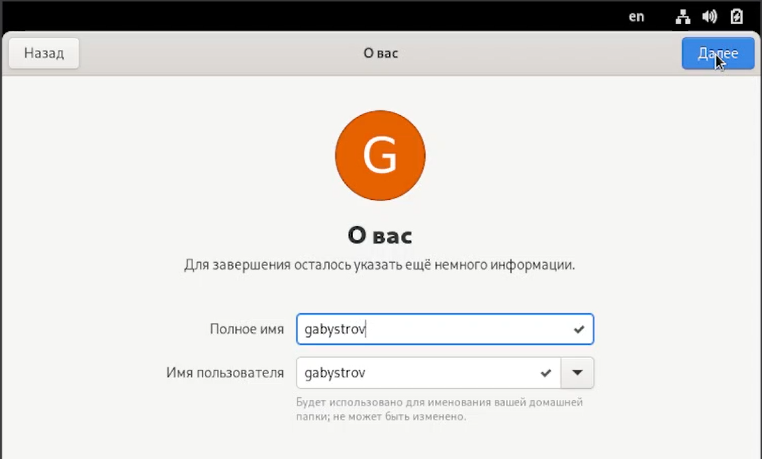 en
Назад
О вас
Далее
G
О вас
Для завершения осталось указать ещё немного информации.
Полное имя gabystrov
Имя пользователя gabystrov
Будет использовано для именования вашей домашней
папки; не может быть изменено.